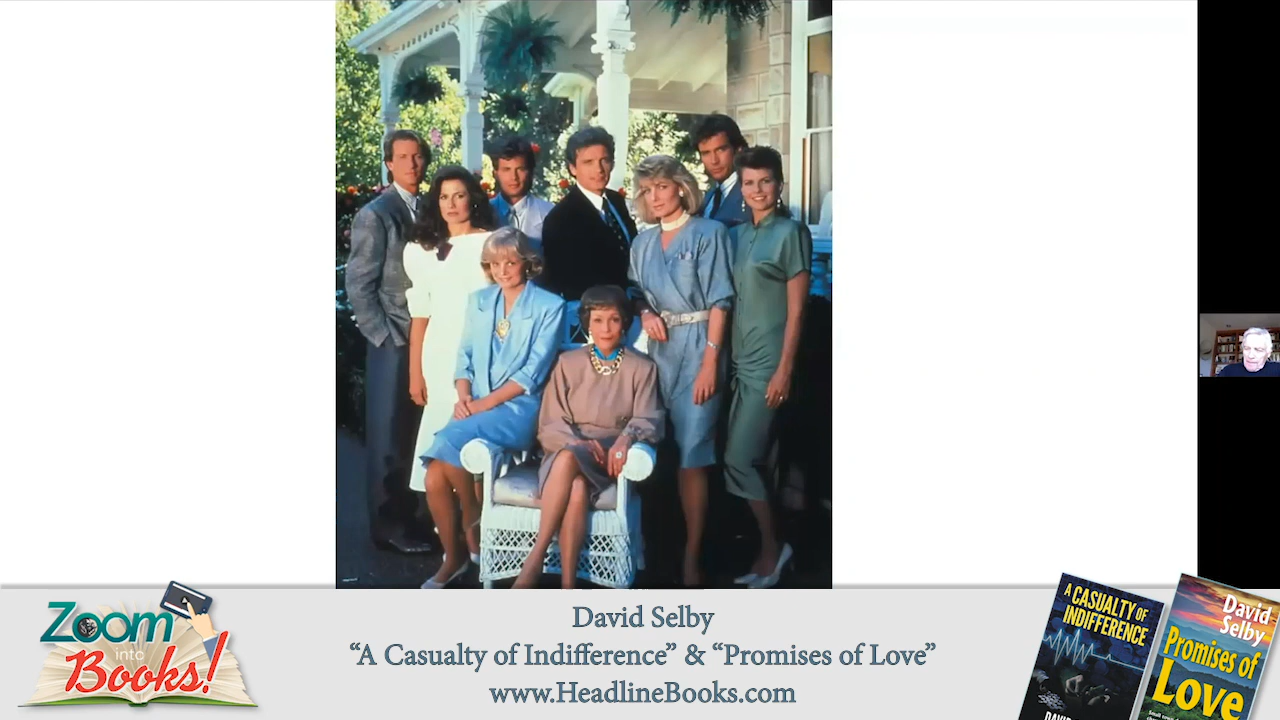 David Selby
“A Casualty of Indifference” & “Promises of Love”
www.HeadlineBooks.com
Zoom
into
Books!
A CASUALTY OF
INDIFFERENCE
David
Selby
Promises of
Love